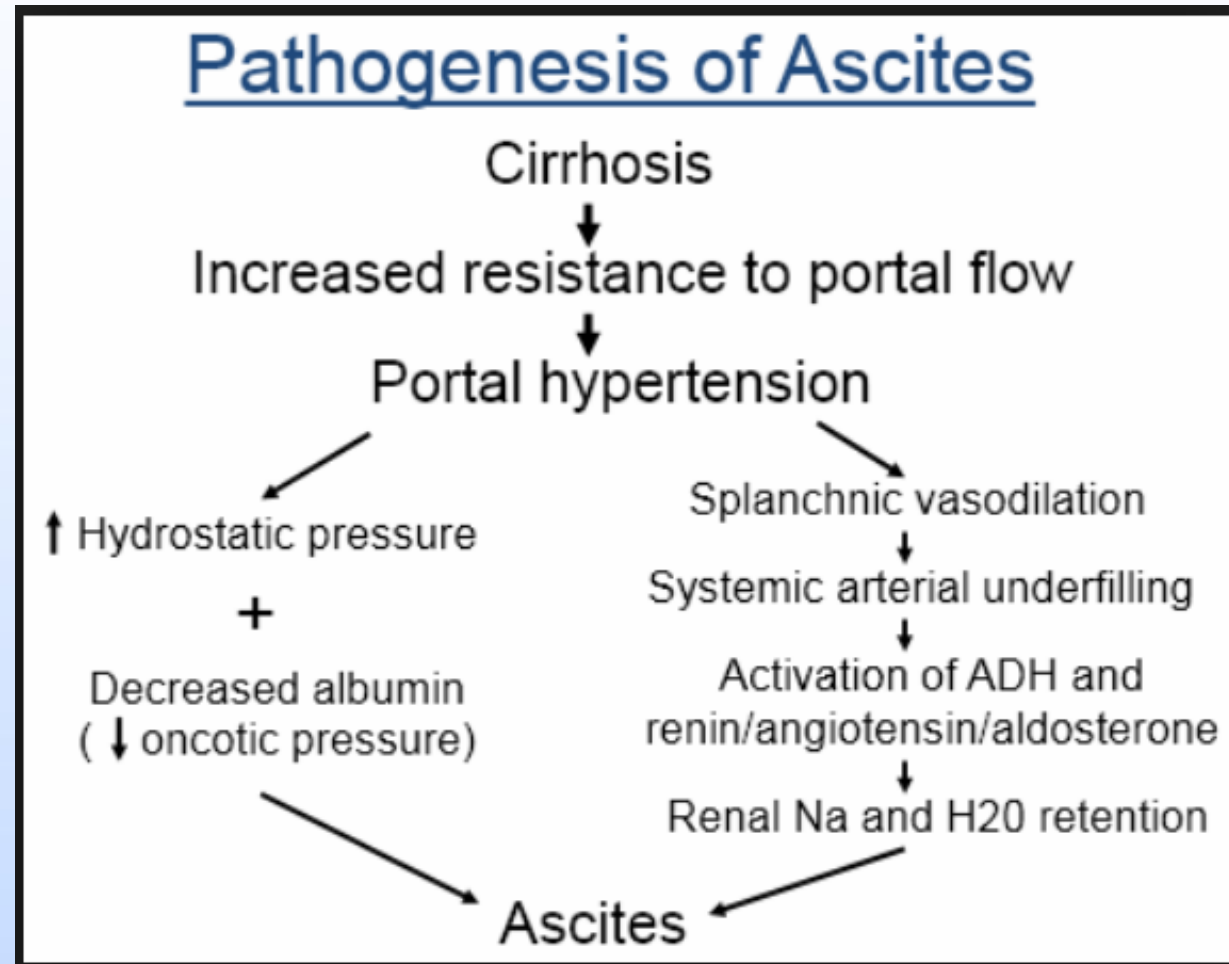 Pathogenesis of Ascites
Cirrhosis
Increased resistance to portal flow
Portal hypertension
↑ Hydrostatic pressure
+
Decreased albumin
( ↓ oncotic pressure)
Splanchnic vasodilation
Systemic arterial underfilling
Activation of ADH and
renin/angiotensin/aldosterone
Renal Na and H20 retention
Ascites